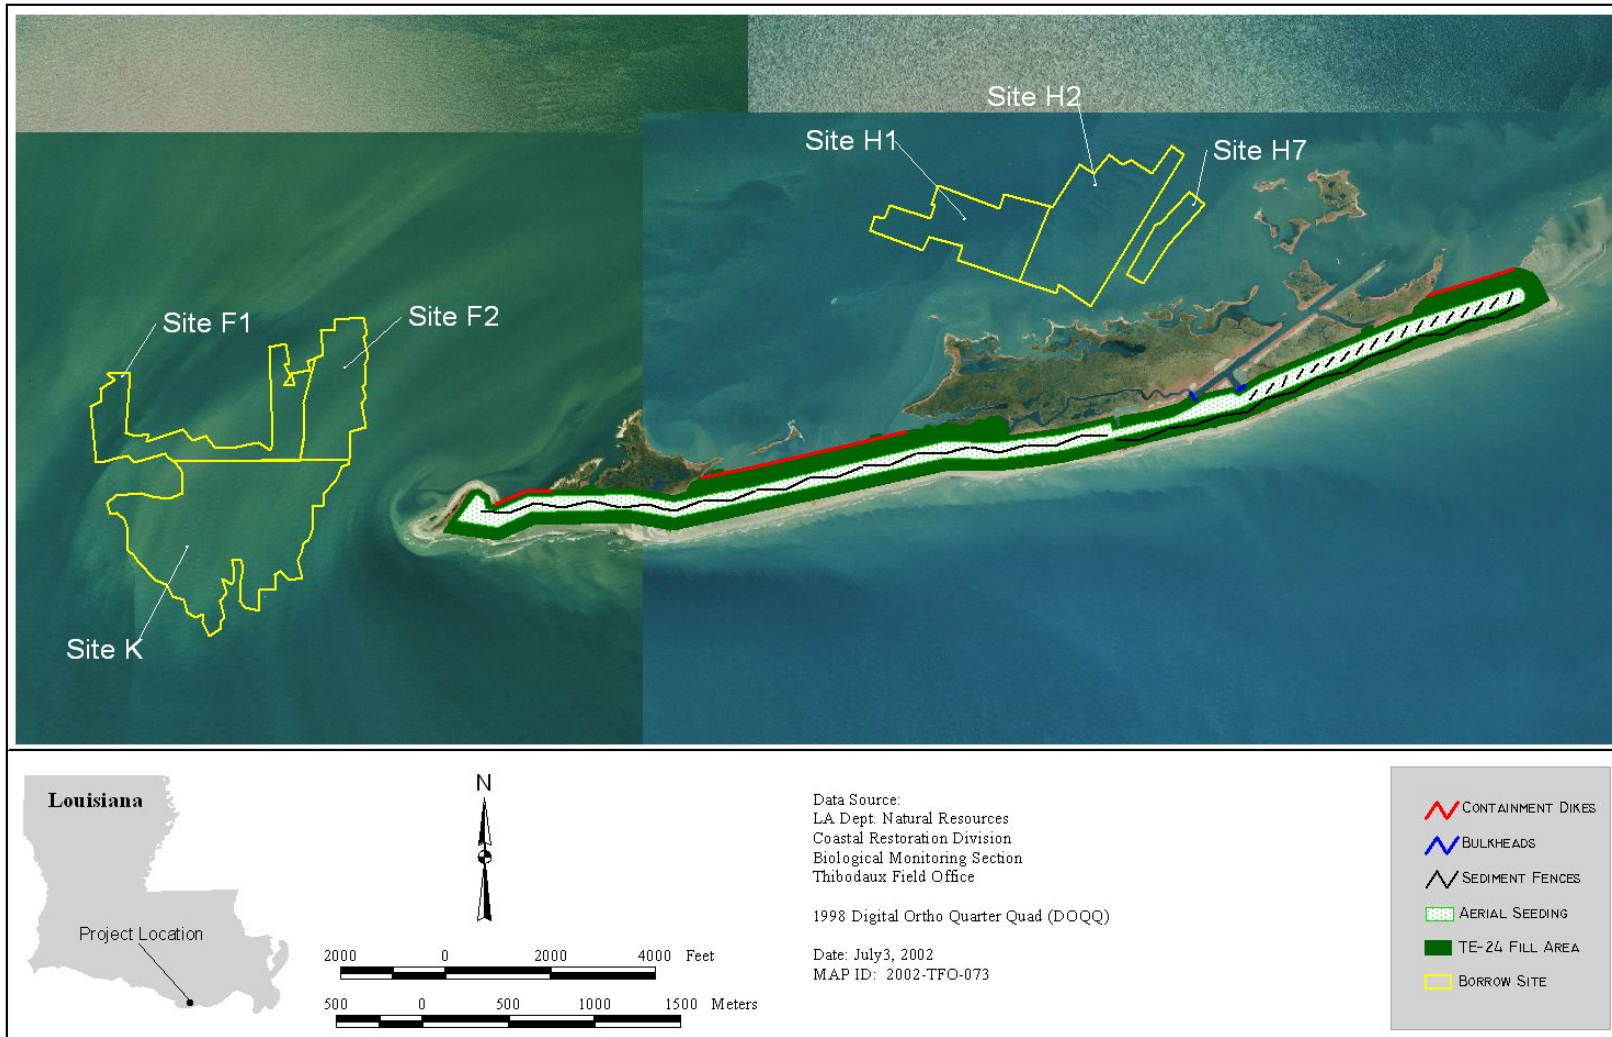 Site H2
Site H1
Site H7
Site F1
Site F2
Site K
Louisiana
Project Location
N
2000 0 2000 4000 Feet
500 0 500 1000 1500 Meters
Data Source:
LA Dept. Natural Resources
Coastal Restoration Division
Biological Monitoring Section
Thibodaux Field Office
1998 Digital Ortho Quarter Quad (DOQQ)
Date: July3, 2002
MAP ID: 2002-TFO-073
CONTAINMENT DIKES
BULKHEADS
SEDIMENT FENCES
AERIAL SEEDING
TE-24 FILL AREA
BORROW SITE